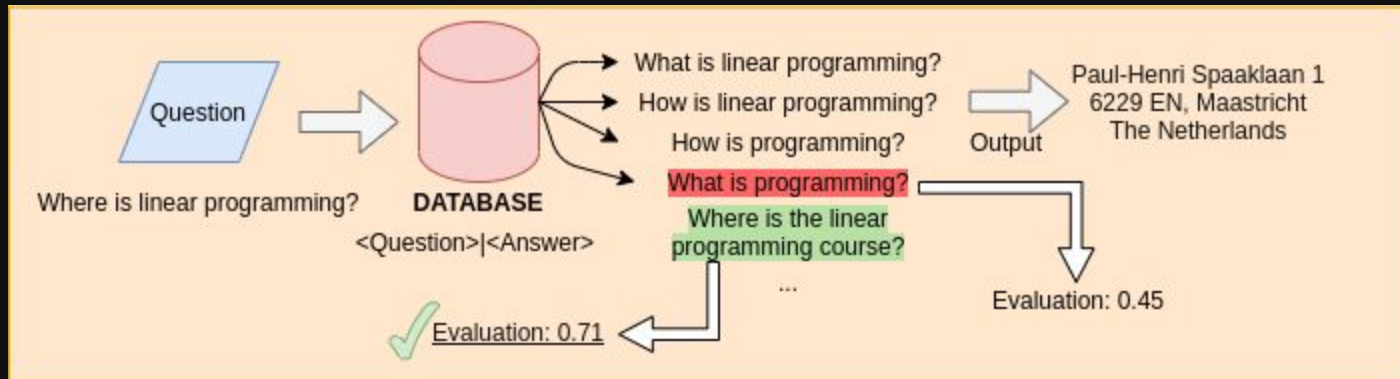 Question
Where is linear programming?
DATABASE
<Question>|<Answer>
What is linear programming?
How is linear programming?
How is programming?
What is programming?
Where is the linear
programming course?
...
Output
Paul-Henri Spaaklaan 1
6229 EN, Maastricht
The Netherlands
Evaluation: 0.45
Evaluation: 0.71